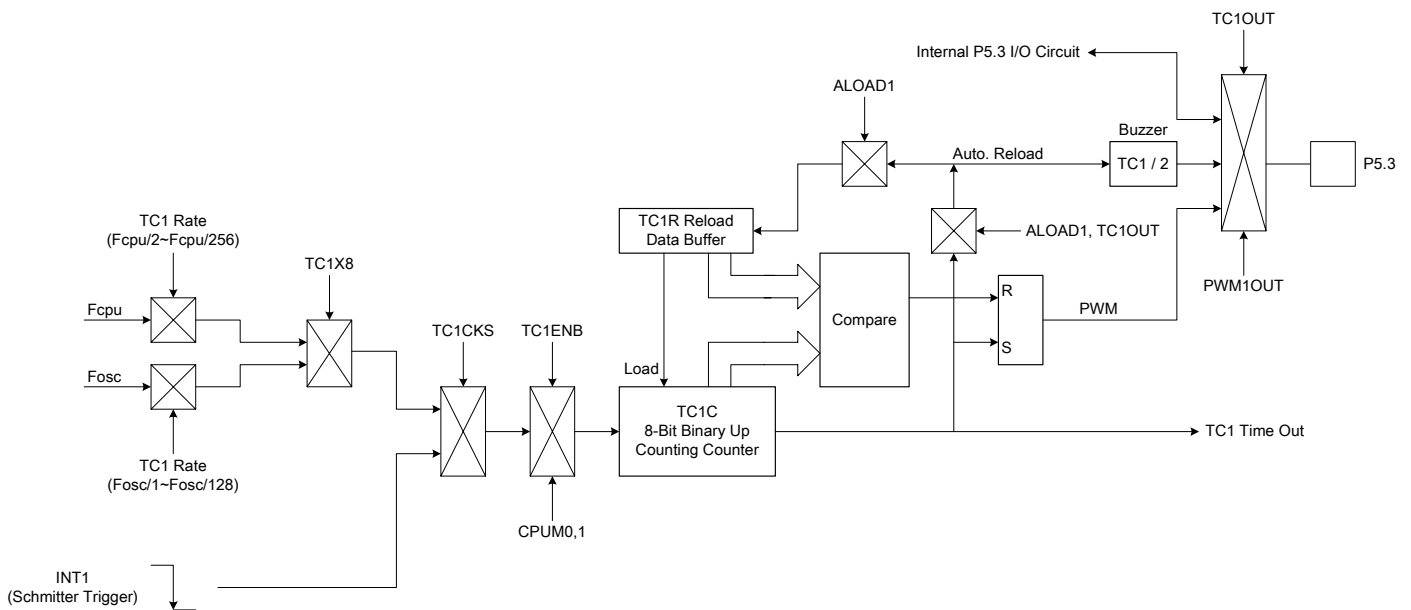 TC1OUT
Internal P5.3 I/O Circuit
ALOAD1
Buzzer
Auto. Reload
TC1 / 2
P5.3
TC1 Rate
(Fcpu/2~Fcpu/256)
TC1R Reload
Data Buffer
ALOAD1, TC1OUT
TC1X8
PWM1OUT
Fcpu
R
PWM
Compare
TC1CKS
TC1ENB
S
Load
Fosc
TC1C
8-Bit Binary Up
Counting Counter
TC1 Time Out
TC1 Rate
(Fosc/1~Fosc/128)
CPUM0,1
INT1
(Schmitter Trigger)